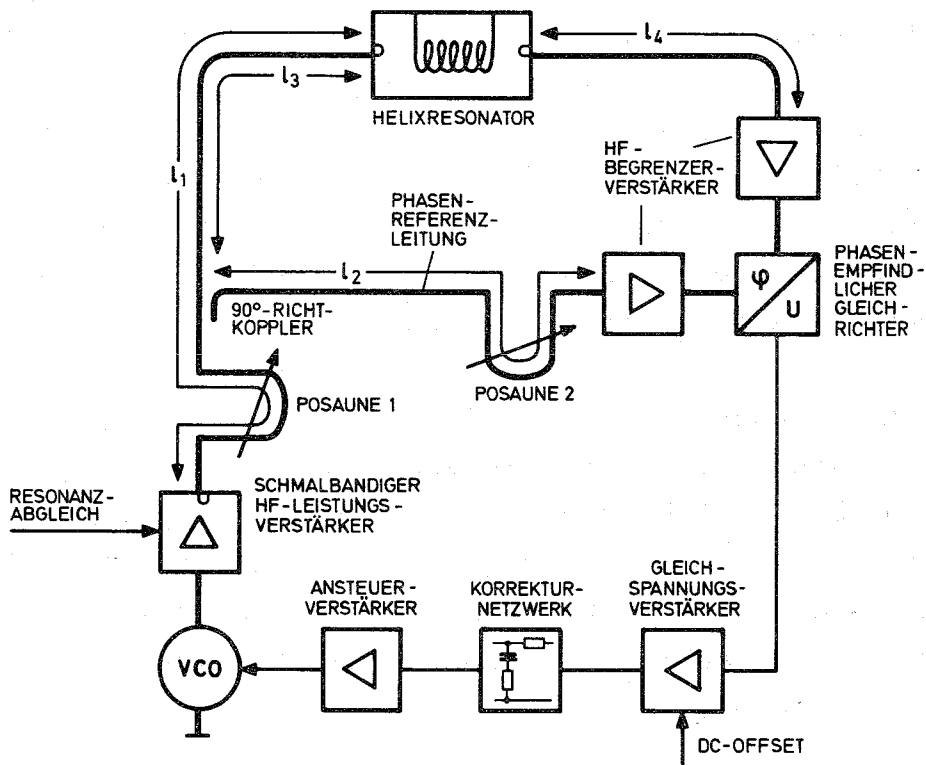 l₄
l₃
HELIXRESONATOR
HF-
BEGRENZER-
VERSTÄRKER
l₁
PHASEN-
REFERENZ-
LEITUNG
l₂
90°-RICHT-
KOPPLER
φ
U
PHASEN-
EMPFIND-
LICHER
GLEICH-
RICHTER
POSAUNE 1
POSAUNE 2
RESONANZ-
ABGLEICH
SCHMALBANDIGER
HF-LEISTUNGS-
VERSTÄRKER
ANSTEUER-
VERSTÄRKER
KORREKTUR-
NETZWERK
GLEICH-
SPANNUNGS-
VERSTÄRKER
VCO
DC-OFFSET